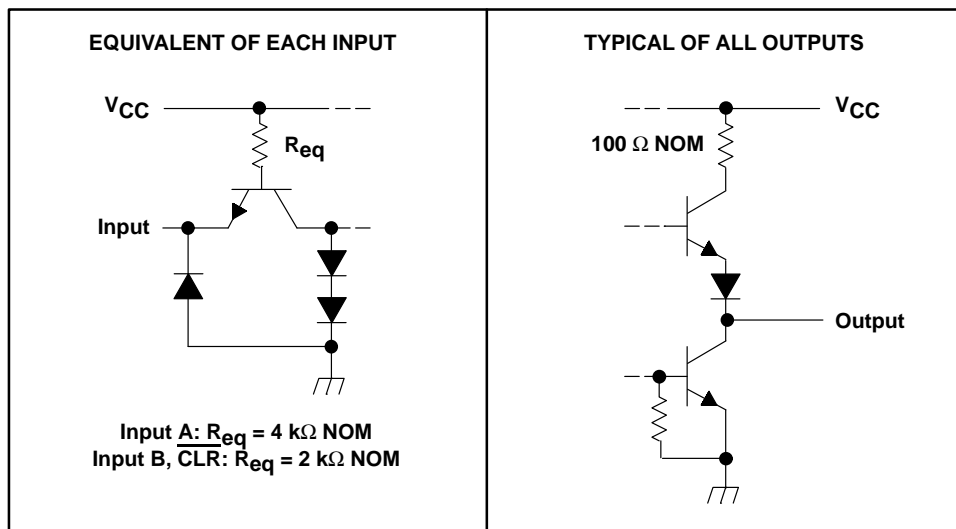 EQUIVALENT OF EACH INPUT
VCC
Req
Input
Input A: Req = 4 kΩ NOM
Input B, CLR: Req = 2 kΩ NOM
TYPICAL OF ALL OUTPUTS
VCC
100 Ω NOM
Output